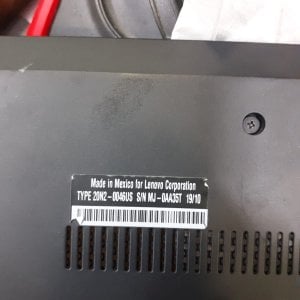 Made in Mexico for Lenovo Corporation
TYPE 20N2-0046US S/N MJ-0AA35T 19/10